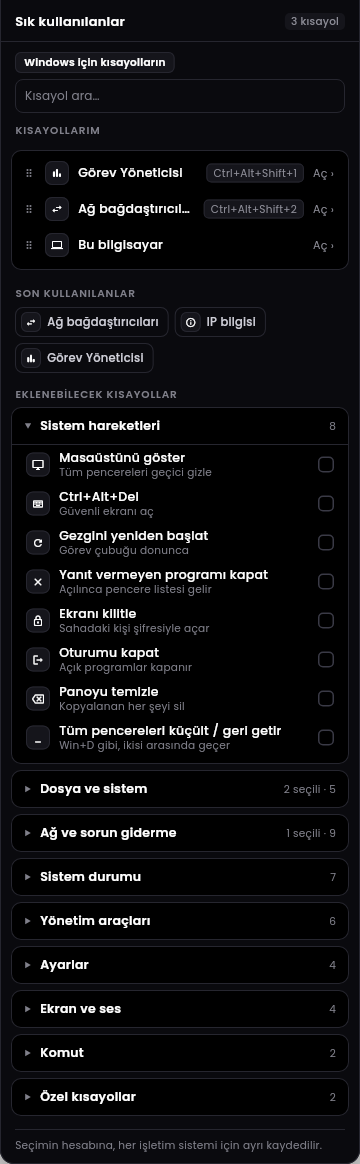 Sık kullanılanlar
3 kısayol
Windows için kısayolların
Kısayol ara...
KISAYOLLARIM
Görev Yöneticisi Ctrl+Alt+Shift+1 Aç ›
Ağ bağdaştırıcıl... Ctrl+Alt+Shift+2 Aç ›
Bu bilgisayar Aç ›
SON KULLANILANLAR
Ağ bağdaştırıcıları IP bilgisi
Görev Yöneticisi
EKLENEBİLECEK KISAYOLLAR
Sistem hareketleri 8
Masaüstünü göster
Tüm pencereleri geçici gizle
Ctrl+Alt+Del
Güvenli ekranı aç
Gezgini yeniden başlat
Görev çubuğu donunca
Yanıt vermeyen programı kapat
Açılınca pencere listesi gelir
Ekranı kilitle
Sahadaki kişi şifresiyle açar
Oturumu kapat
Açık programlar kapanır
Panoyu temizle
Kopyalanan her şeyi sil
Tüm pencereleri küçült / geri getir
Win+D gibi, ikisi arasında geçer
Dosya ve sistem 2 seçili · 5
Ağ ve sorun giderme 1 seçili · 9
Sistem durumu 7
Yönetim araçları 6
Ayarlar 4
Ekran ve ses 4
Komut 2
Özel kısayollar 2
Seçimin hesabına, her işletim sistemi için ayrı kaydedilir.